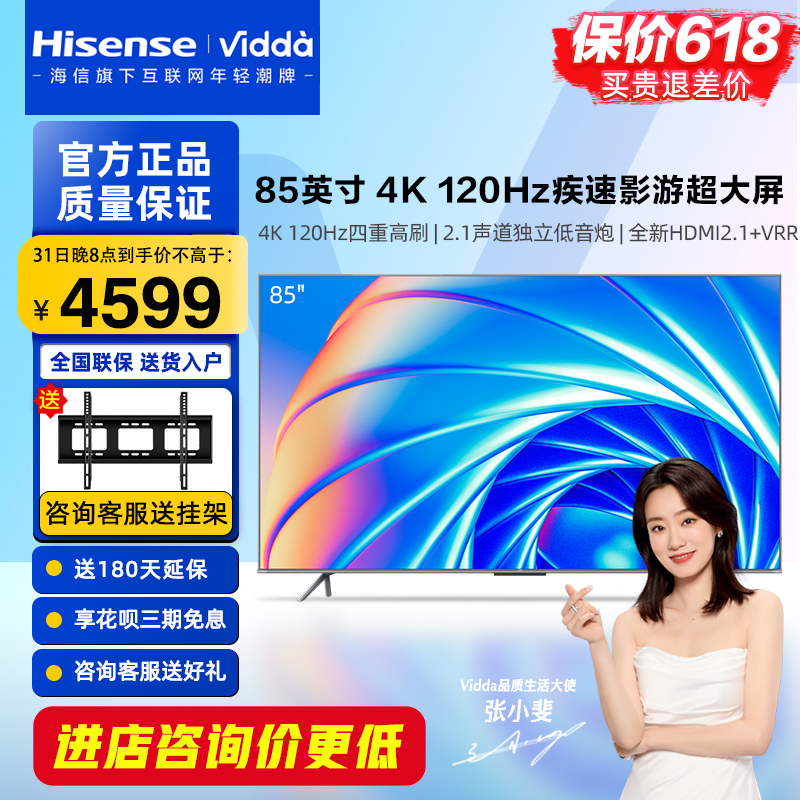 Hisense | Vidda
海信旗下互联网年轻潮牌
保价618
买贵退差价
官方正品
质量保证
31日晚8点到手价不高于:
¥4599
全国联保 送货入户
送
咨询客服送挂架
送180天延保
享花呗三期免息
咨询客服送好礼
进店咨询价更低
85英寸 4K 120Hz疾速影游超大屏
4K 120Hz四重高刷 | 2.1声道独立低音炮 | 全新HDMI2.1+VRR
85"
Vidda品质生活大使
张小斐